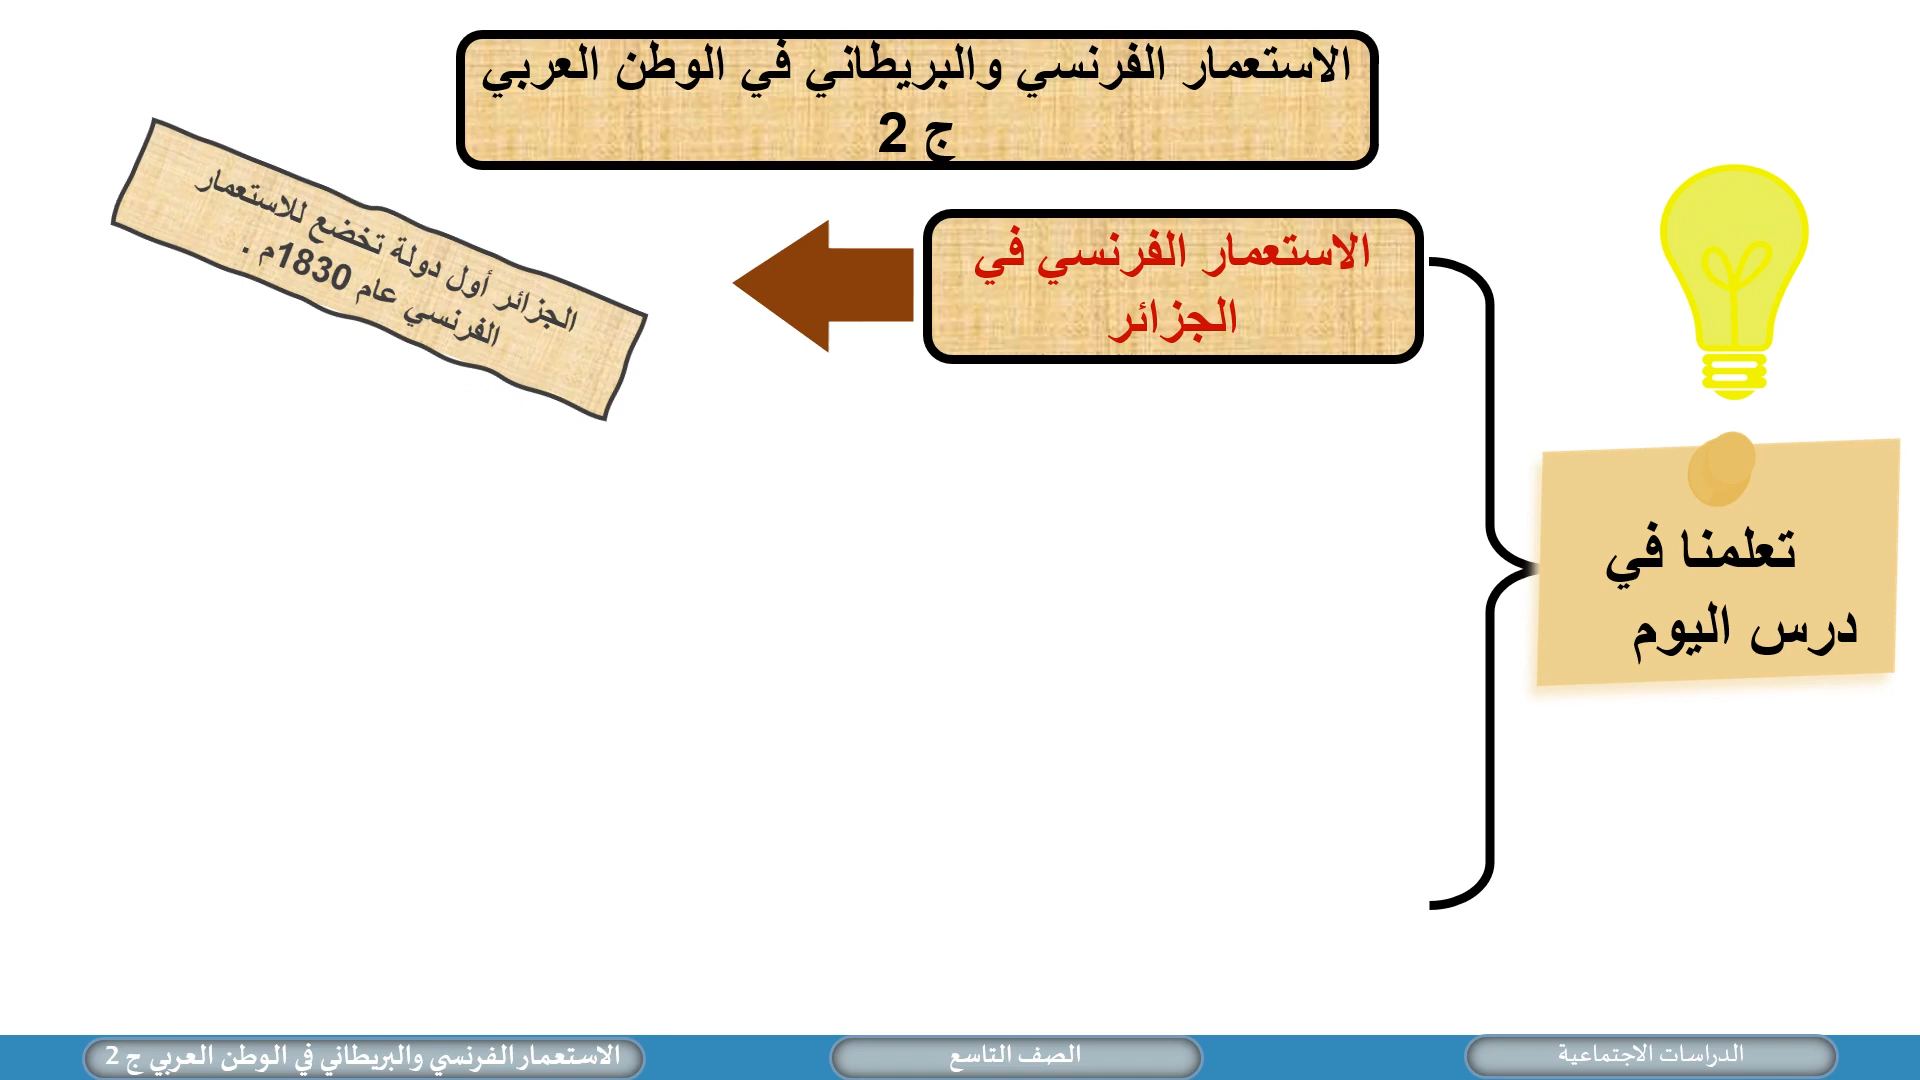 الاستعمار الفرنسي والبريطاني في الوطن العربي
ج 2
الاستعمار الفرنسي في
الجزائر
الجزائر أول دولة تخضع للاستعمار
الفرنسي عام 1830م .
تعلمنا في
درس اليوم
الدراسات الاجتماعية
الصف التاسع
الاستعمار الفرنسي والبريطاني في الوطن العربي ج 2